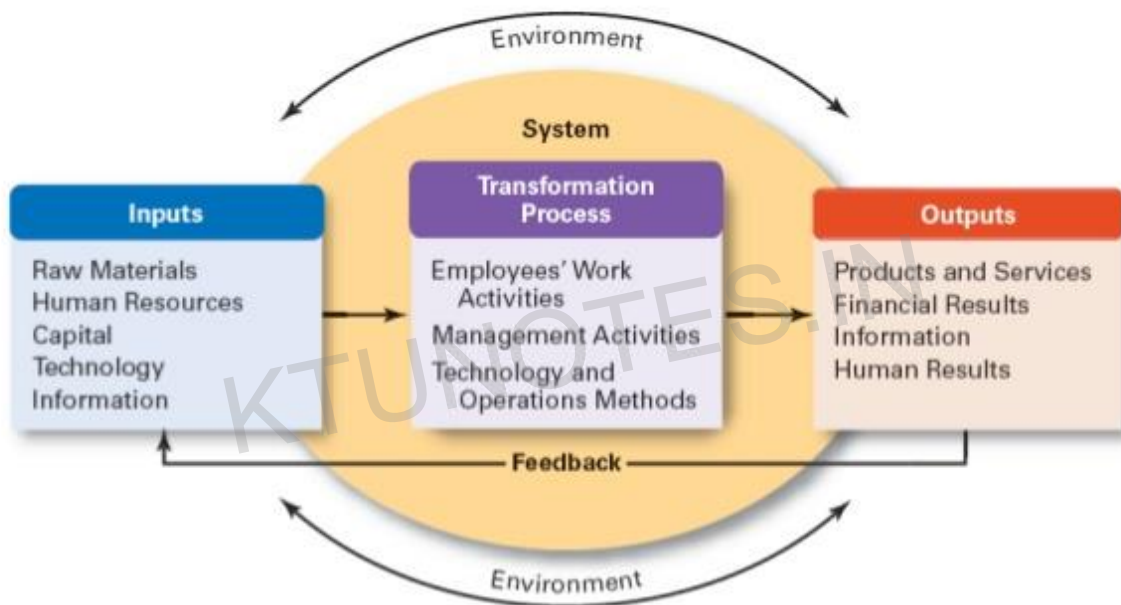 Environment
System
Inputs
Raw Materials
Human Resources
Capital
Technology
Information
Transformation
Process
Employees' Work
Activities
Management Activities
Technology and
Operations Methods
Outputs
Products and Services
Financial Results
Information
Human Results
KTUNOTES.IN
Feedback
Environment